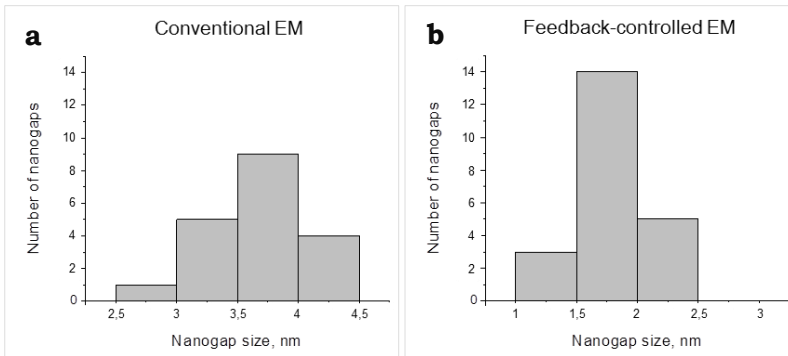 a
Conventional EM
Number of nanogaps
14
12
10
8
6
4
2
0
2,5 3 3,5 4 4,5
Nanogap size, nm
b
Feedback-controlled EM
Number of nanogaps
14
12
10
8
6
4
2
0
1 1,5 2 2,5 3
Nanogap size, nm